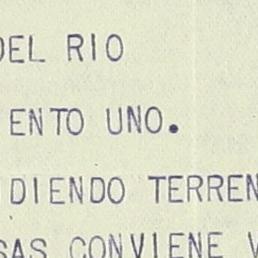 DEL RIO
ENTO UNO.
DIENDO TERREN
SAS CONVIENE